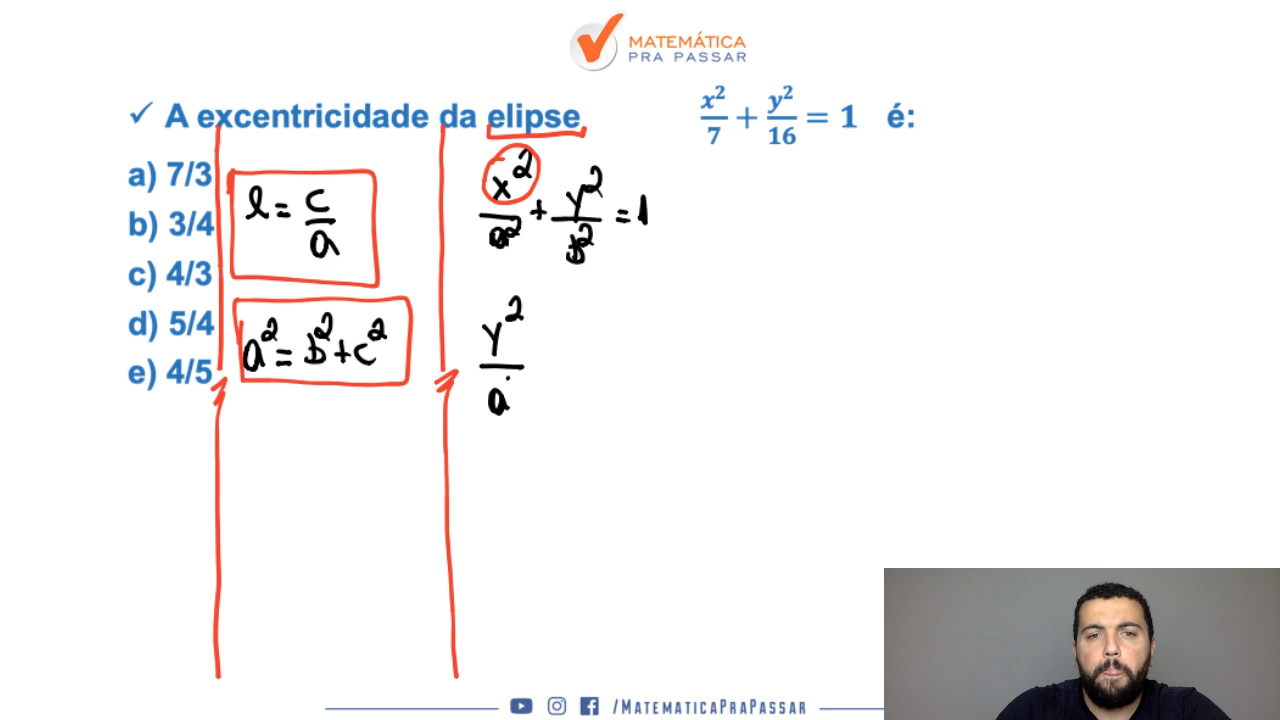 MATEMÁTICA
PRA PASSAR
✓ A excentricidade da elipse x²/7 + y²/16 = 1 é:
a) 7/3
b) 3/4
c) 4/3
d) 5/4
e) 4/5
l = c/a
a² = b² + c²
x²/a² + y²/b² = 1
y²/a
/MATEMATICAPRAPASSAR